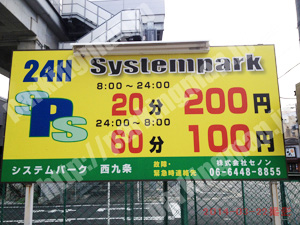 24H Systempark
SPS
8:00〜24:00
20分 200円
24:00〜8:00
60分 100円
システムパーク 西九条
故障・緊急時連絡先
株式会社セノン
06-6448-8855